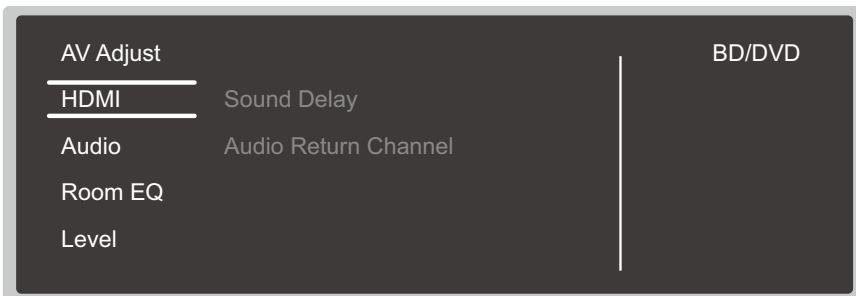 AV Adjust
BD/DVD
HDMI
Sound Delay
Audio
Audio Return Channel
Room EQ
Level